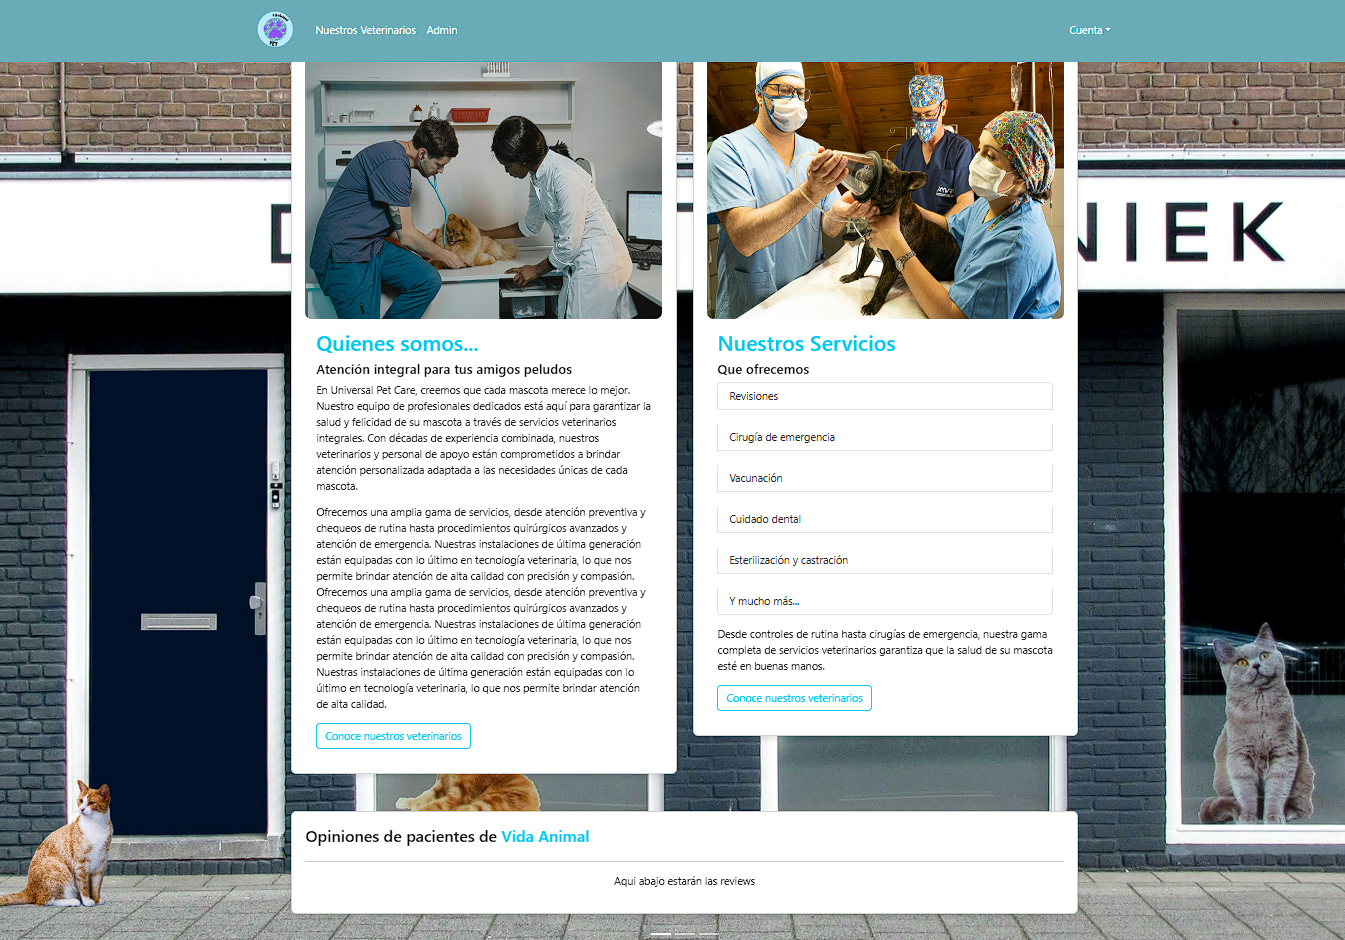 PET
Nuestros Veterinarios
Admin
Cuenta
D
NIEK
Quienes somos...
Atención integral para tus amigos peludos
En Universal Pet Care, creemos que cada mascota merece lo mejor.
Nuestro equipo de profesionales dedicados está aquí para garantizar la
salud y felicidad de su mascota a través de servicios veterinarios
integrales. Con décadas de experiencia combinada, nuestros
veterinarios y personal de apoyo están comprometidos a brindar
atención personalizada adaptada a las necesidades únicas de cada
mascota.
Ofrecemos una amplia gama de servicios, desde atención preventiva y
chequeos de rutina hasta procedimientos quirúrgicos avanzados y
atención de emergencia. Nuestras instalaciones de última generación
están equipadas con lo último en tecnología veterinaria, lo que nos
permite brindar atención de alta calidad con precisión y compasión.
Ofrecemos una amplia gama de servicios, desde atención preventiva y
chequeos de rutina hasta procedimientos quirúrgicos avanzados y
atención de emergencia. Nuestras instalaciones de última generación
están equipadas con lo último en tecnología veterinaria, lo que nos
permite brindar atención de alta calidad con precisión y compasión.
Nuestras instalaciones de última generación están equipadas con lo
último en tecnología veterinaria, lo que nos permite brindar atención
de alta calidad.
Conoce nuestros veterinarios
Nuestros Servicios
Que ofrecemos
Revisiones
Cirugía de emergencia
Vacunación
Cuidado dental
Esterilización y castración
Y mucho más...
Desde controles de rutina hasta cirugías de emergencia, nuestra gama
completa de servicios veterinarios garantiza que la salud de su mascota
esté en buenas manos.
Conoce nuestros veterinarios
Opiniones de pacientes de Vida Animal
Aqui abajo estarán las reviews